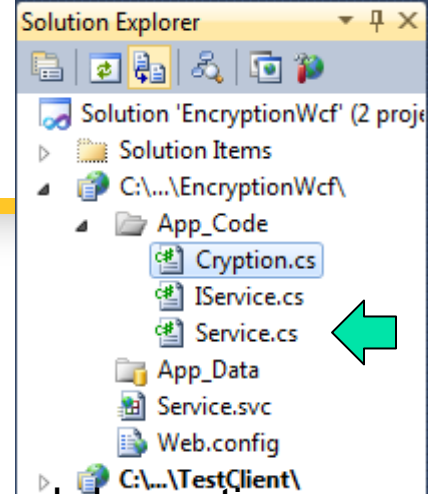 Solution Explorer
Solution 'EncryptionWcf' (2 proje
Solution Items
C:\...\EncryptionWcf\
App_Code
Cryption.cs
IService.cs
Service.cs
App_Data
Service.svc
Web.config
C:\...\TestClient\